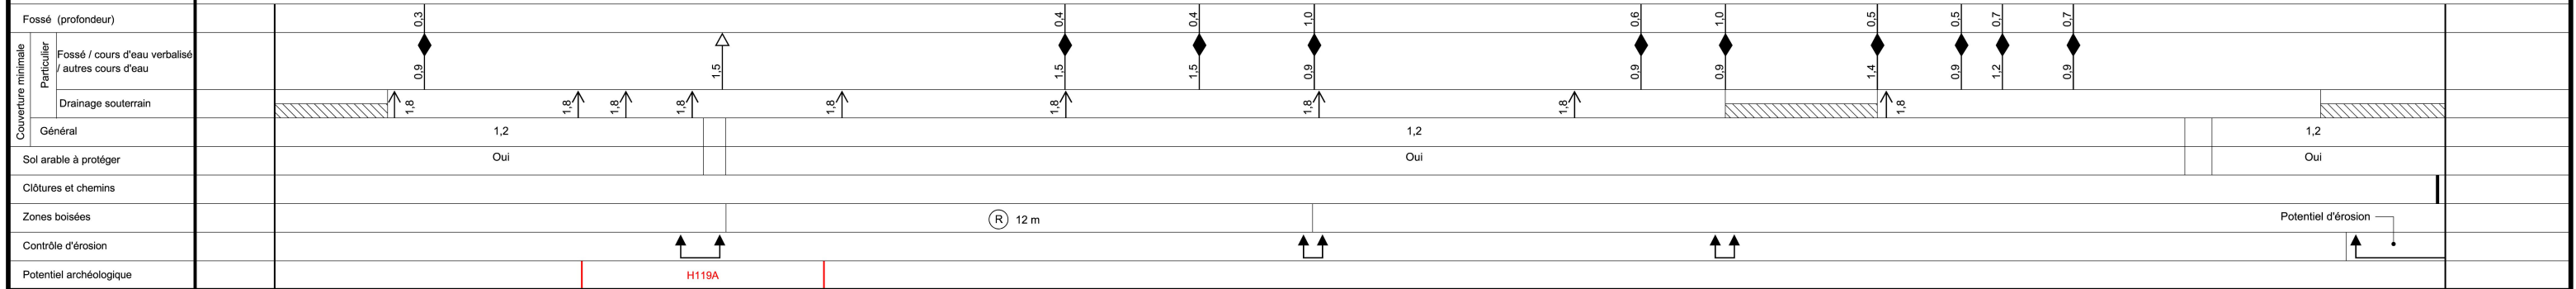 Fossé (profondeur) 0,3 0,4 0,4 1,0 0,6 1,0 0,5 0,5 0,7 0,7
Couverture minimale
Particulier
Fossé / cours d'eau verbalisé
/ autres cours d'eau
0,9 1,5 1,5 1,5 0,9 0,9 0,9 1,4 0,9 1,2 0,9
Drainage souterrain 1,8 1,8 1,8 1,8 1,8 1,8 1,8 1,8 1,8
Général 1,2 1,2 1,2
Sol arable à protéger Oui Oui Oui
Clôtures et chemins
Zones boisées R 12 m Potentiel d'érosion
Contrôle d'érosion
Potentiel archéologique H119A